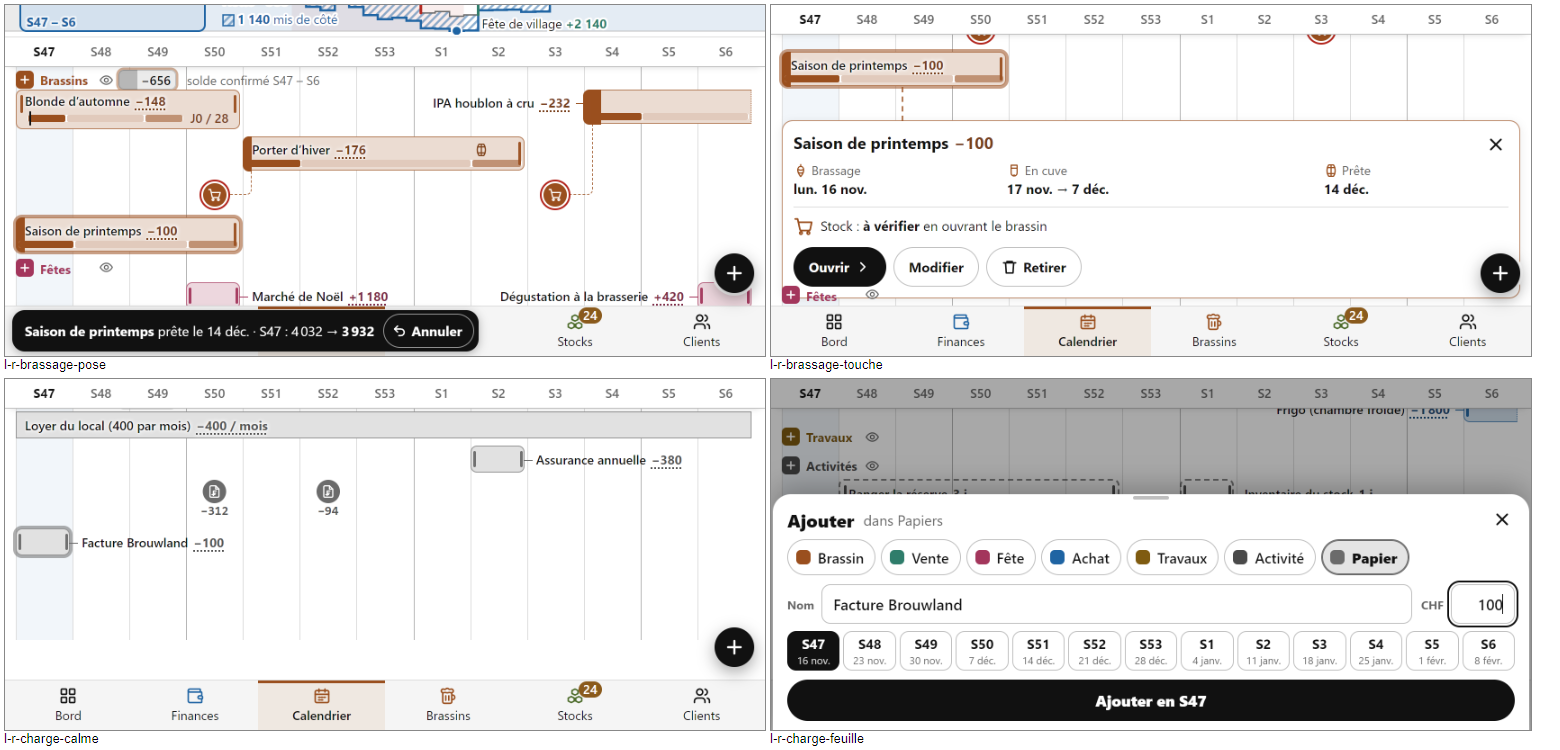 S47 – S6
1 140 mis de côté
Fête de village +2 140
S47 S48 S49 S50 S51 S52 S53 S1 S2 S3 S4 S5 S6
Brassins −656 solde confirmé S47 – S6
Blonde d'automne −148
J0 / 28
IPA houblon à cru −232
Porter d'hiver −176
Saison de printemps −100
Fêtes
Marché de Noël +1 180
Dégustation à la brasserie +420
Saison de printemps prête le 14 déc. · S47 : 4 032 → 3 932 Annuler
24
Stocks Clients
l-r-brassage-pose
S47 S48 S49 S50 S51 S52 S53 S1 S2 S3 S4 S5 S6
Saison de printemps −100
Saison de printemps −100
Brassage En cuve Prête
lun. 16 nov. 17 nov. → 7 déc. 14 déc.
Stock : à vérifier en ouvrant le brassin
Ouvrir Modifier Retirer
Fêtes
24
Bord Finances Calendrier Brassins Stocks Clients
l-r-brassage-touche
S47 S48 S49 S50 S51 S52 S53 S1 S2 S3 S4 S5 S6
Loyer du local (400 par mois) −400 / mois
Assurance annuelle −380
−312 −94
Facture Brouwland −100
24
Bord Finances Calendrier Brassins Stocks Clients
l-r-charge-calme
S47 S48 S49 S50 S51 S52 S53 S1 S2 S3 S4 S5 S6
Frigo (chambre froide) −1 800
Travaux
Activités
Ranger la réserve 3 j
Inventaire du stock 1 j
Ajouter dans Papiers
Brassin Vente Fête Achat Travaux Activité Papier
Nom Facture Brouwland CHF 100
S47 S48 S49 S50 S51 S52 S53 S1 S2 S3 S4 S5 S6
16 nov. 23 nov. 30 nov. 7 déc. 14 déc. 21 déc. 28 déc. 4 janv. 11 janv. 18 janv. 25 janv. 1 févr. 8 févr.
Ajouter en S47
l-r-charge-feuille